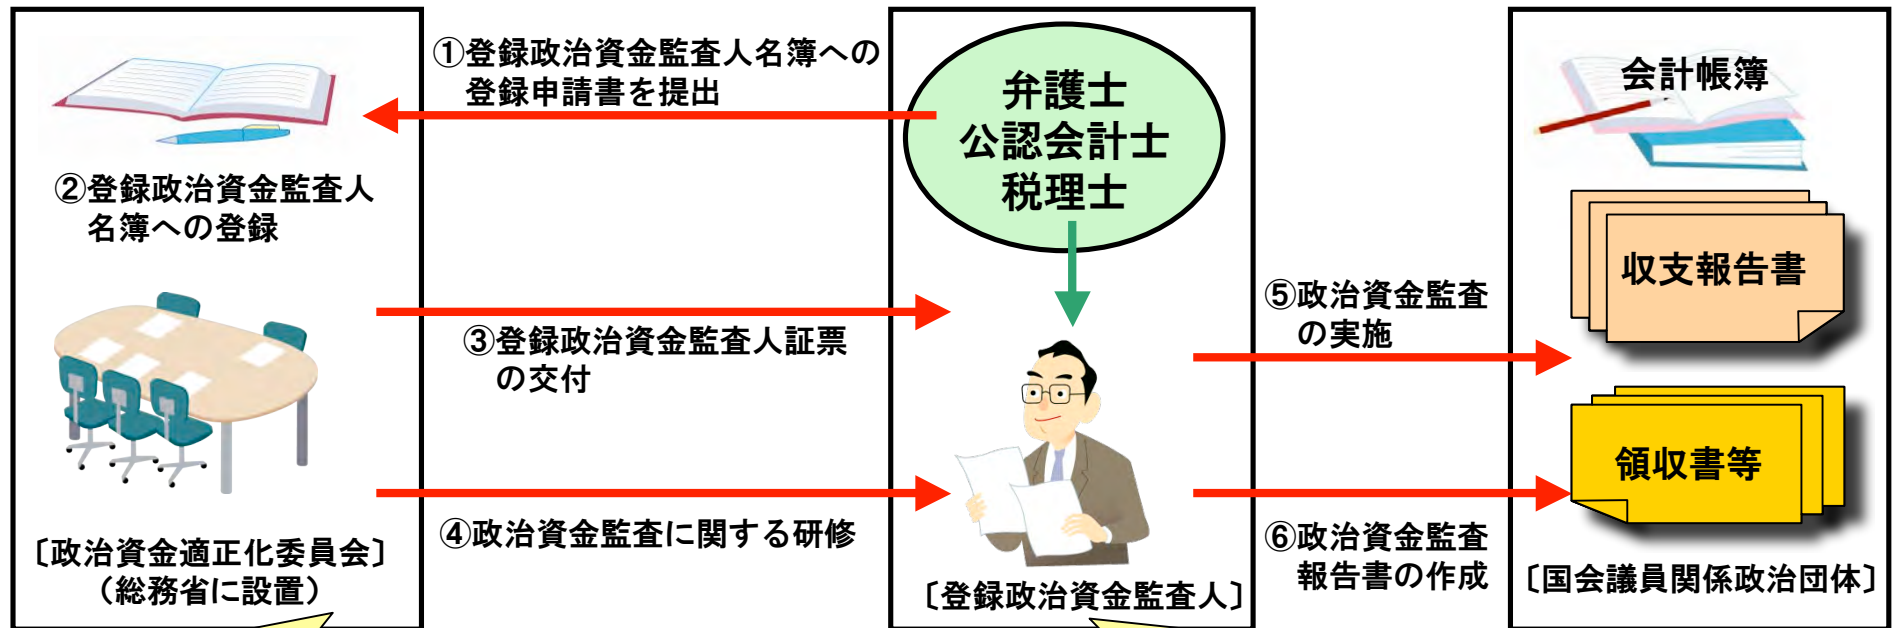 ①登録政治資金監査人名簿への
登録申請書を提出
②登録政治資金監査人
名簿への登録
〔政治資金適正化委員会〕
（総務省に設置）
③登録政治資金監査人証票
の交付
④政治資金監査に関する研修
弁護士
公認会計士
税理士
〔登録政治資金監査人〕
⑤政治資金監査
の実施
⑥政治資金監査
報告書の作成
会計帳簿
収支報告書
領収書等
〔国会議員関係政治団体〕